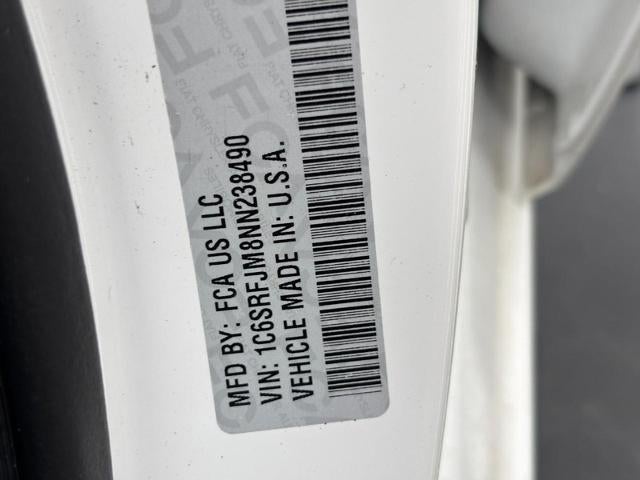 MFD BY: FCA US LLC
VIN: 1C6SRFJM8NN238490
VEHICLE MADE IN: U.S.A.